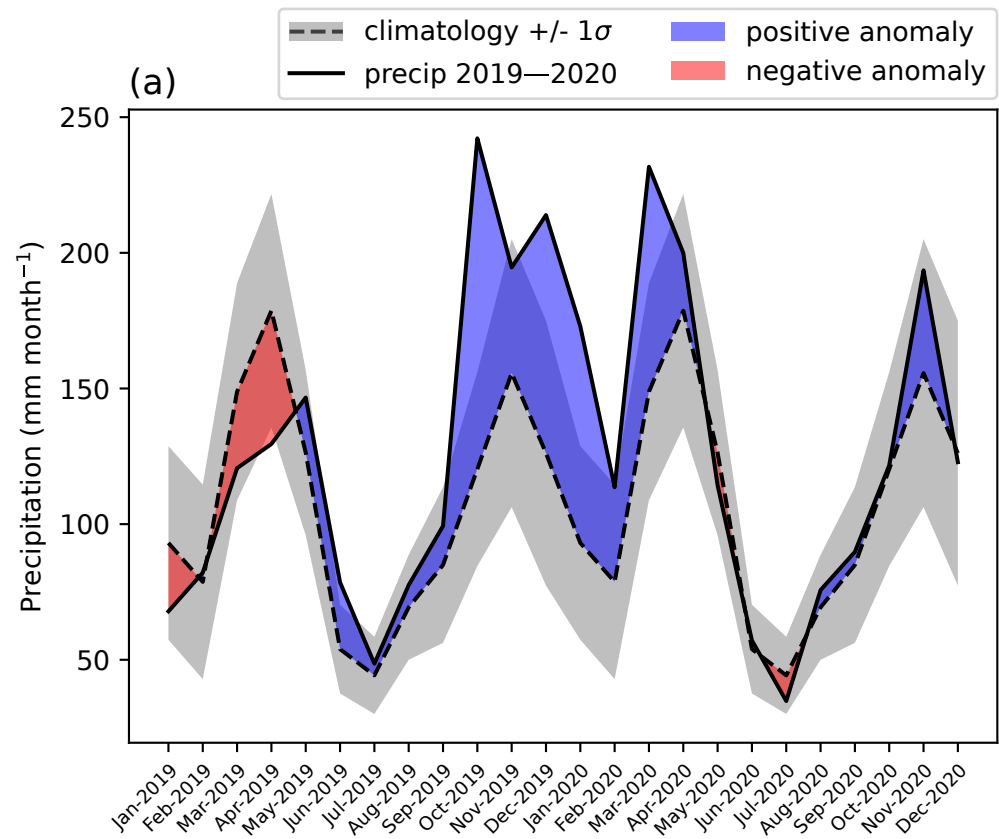 climatology +/- 1σ
precip 2019—2020
positive anomaly
negative anomaly
(a)
Precipitation (mm month⁻¹)
250
200
150
100
50
Jan-2019
Feb-2019
Mar-2019
Apr-2019
May-2019
Jun-2019
Jul-2019
Aug-2019
Sep-2019
Oct-2019
Nov-2019
Dec-2019
Jan-2020
Feb-2020
Mar-2020
Apr-2020
May-2020
Jun-2020
Jul-2020
Aug-2020
Sep-2020
Oct-2020
Nov-2020
Dec-2020